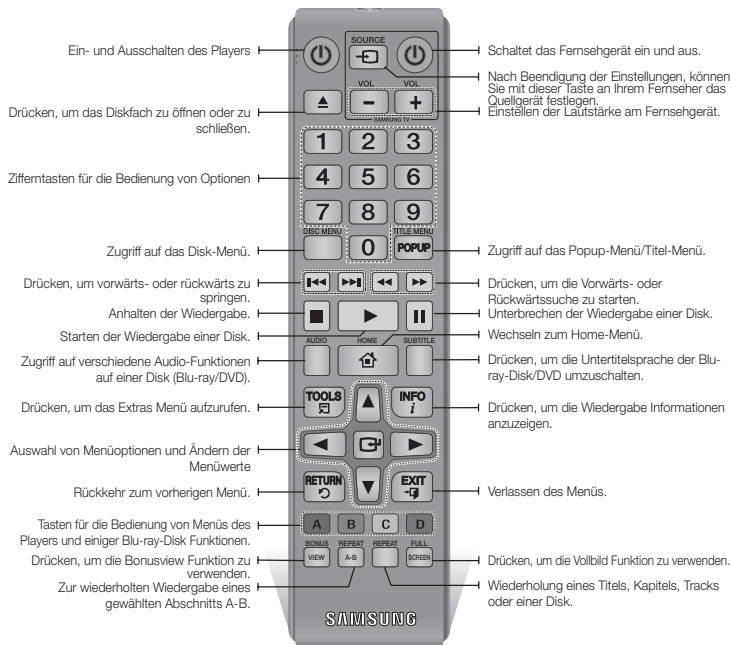 Ein- und Ausschalten des Players
Drücken, um das Diskfach zu öffnen oder zu
schließen.
Zifferntasten für die Bedienung von Optionen
Zugriff auf das Disk-Menü.
Drücken, um vorwärts- oder rückwärts zu
springen.
Anhalten der Wiedergabe.
Starten der Wiedergabe einer Disk.
Zugriff auf verschiedene Audio-Funktionen
auf einer Disk (Blu-ray/DVD).
Drücken, um das Extras Menü aufzurufen.
Auswahl von Menüoptionen und Ändern der
Menüwerte
Rückkehr zum vorherigen Menü.
Tasten für die Bedienung von Menüs des
Players und einiger Blu-ray-Disk Funktionen.
Drücken, um die Bonusview Funktion zu
verwenden.
Zur wiederholten Wiedergabe eines
gewählten Abschnitts A-B.
SOURCE
VOL VOL
- +
SAMSUNG TV
1 2 3
4 5 6
7 8 9
DISC MENU TITLE MENU
0 POPUP
AUDIO HOME SUBTITLE
TOOLS INFO
i
RETURN EXIT
A B C D
BONUS REPEAT REPEAT FULL
VIEW A-B SCREEN
SAMSUNG
Schaltet das Fernsehgerät ein und aus.
Nach Beendigung der Einstellungen, können
Sie mit dieser Taste an Ihrem Fernseher das
Quellgerät festlegen.
Einstellen der Lautstärke am Fernsehgerät.
Zugriff auf das Popup-Menü/Titel-Menü.
Drücken, um die Vorwärts- oder
Rückwärtssuche zu starten.
Unterbrechen der Wiedergabe einer Disk.
Wechseln zum Home-Menü.
Drücken, um die Untertitelsprache der Blu-
ray-Disk/DVD umzuschalten.
Drücken, um die Wiedergabe Informationen
anzuzeigen.
Verlassen des Menüs.
Drücken, um die Vollbild Funktion zu verwenden.
Wiederholung eines Titels, Kapitels, Tracks
oder einer Disk.